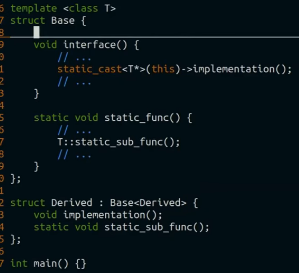 6 template <class T>
7 struct Base {
8
9     void interface() {
0         // ...
1         static_cast<T*>(this)->implementation();
2         // ...
3     }
4
5     static void static_func() {
6         // ...
7         T::static_sub_func();
8         // ...
9     }
0 };
1
2 struct Derived : Base<Derived> {
3     void implementation();
4     static void static_sub_func();
5 };
6
7 int main() {}